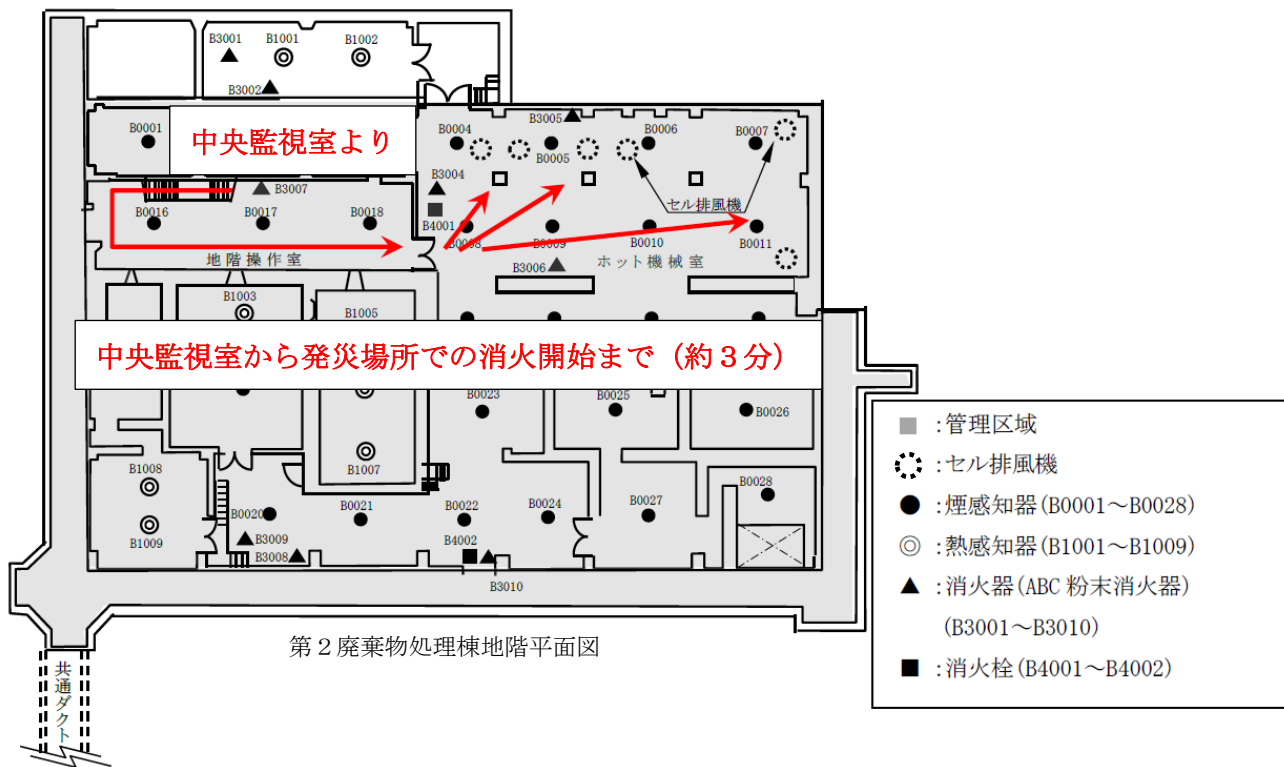 B3001
B1001
B1002
B3002
B0001
中央監視室より
B0004
B3005
B0005
B0006
B0007
B3007
B3004
B4001
セル排風機
B0016
B0017
B0018
B0008
B0009
B0010
B0011
地階操作室
B3006
ホット機械室
B1003
B1005
中央監視室から発災場所での消火開始まで（約３分）
B0023
B0025
B0026
B1008
B1007
B0028
B0020
B0021
B0022
B0024
B0027
B1009
B3009
B4002
B3008
B3010
第２廃棄物処理棟地階平面図
共通ダクト
:管理区域
:セル排風機
:煙感知器(B0001～B0028)
:熱感知器(B1001～B1009)
:消火器(ABC 粉末消火器)
(B3001～B3010)
:消火栓(B4001～B4002)